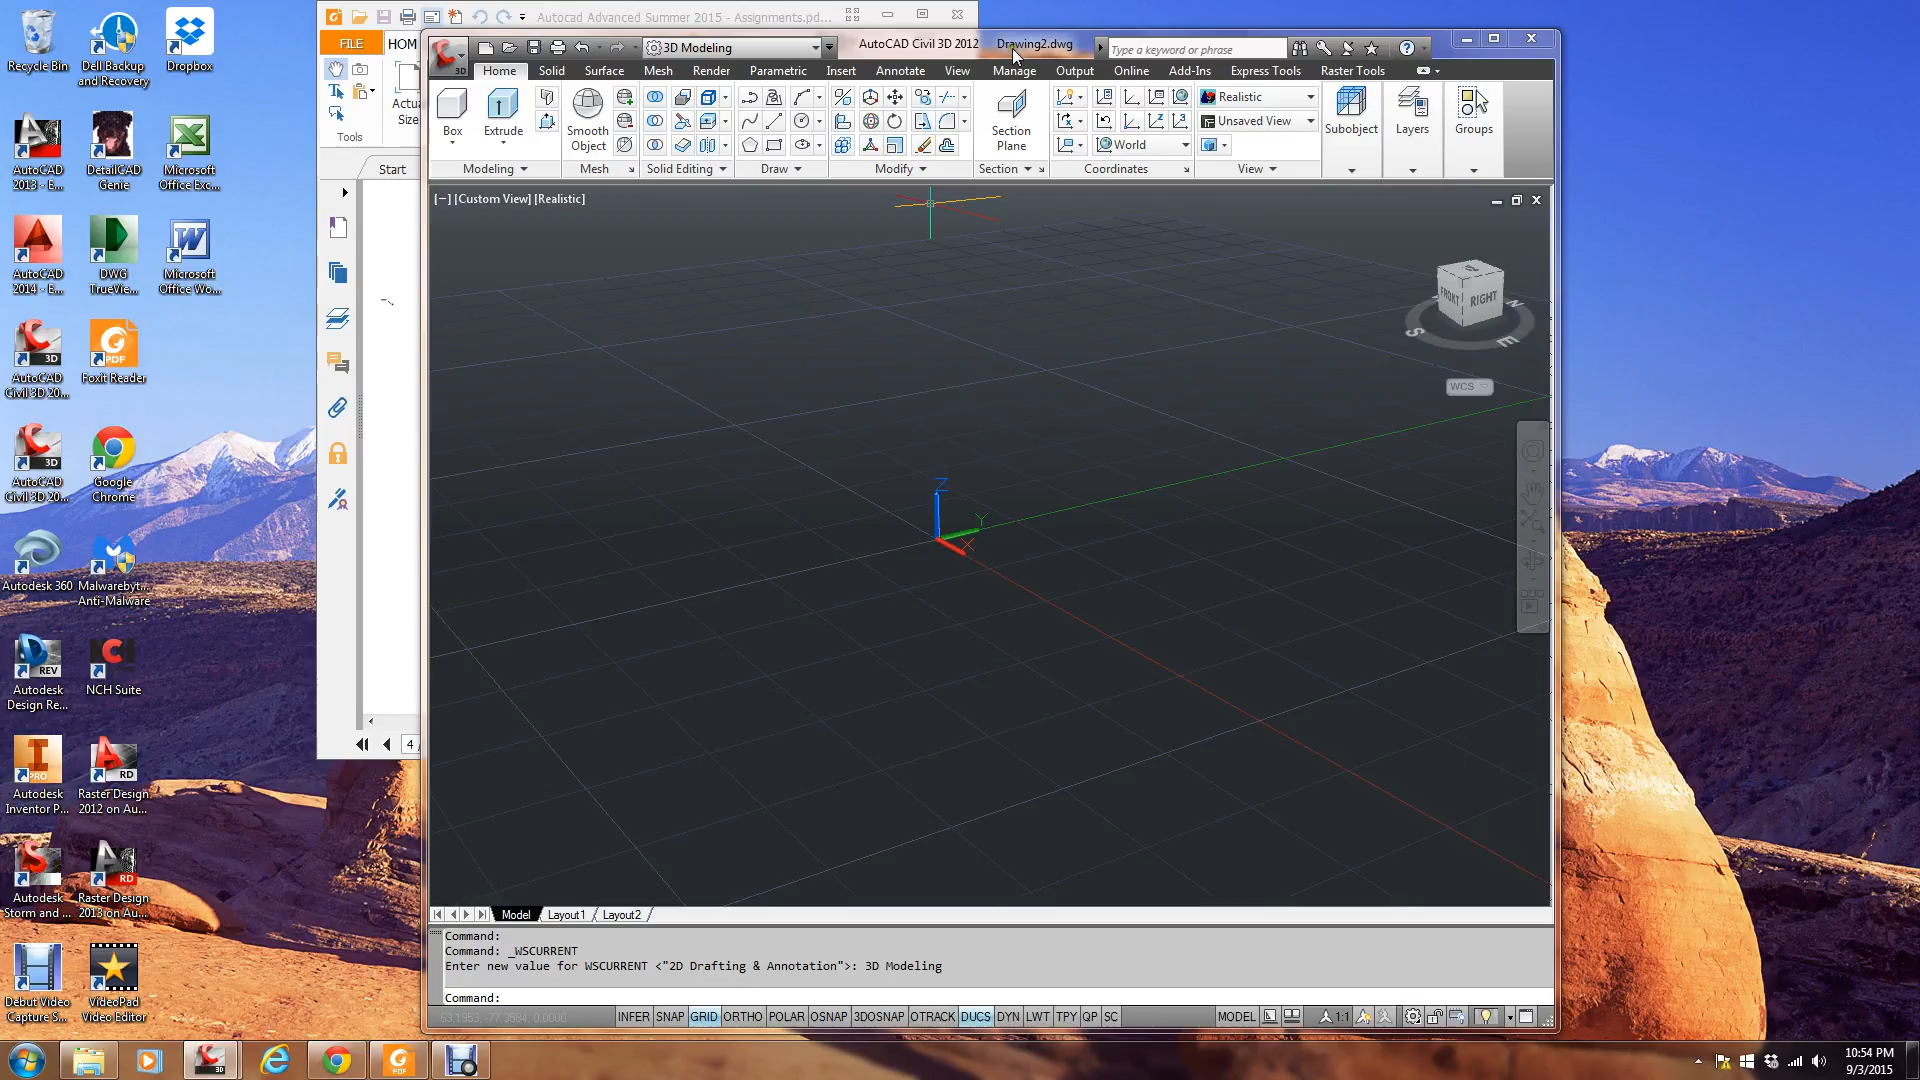 Recycle Bin
Dell Backup
and Recovery
Dropbox
AutoCAD
2013 - E...
DetailCAD
Genie
Microsoft
Office Exc...
AutoCAD
2014 - E...
DWG
TrueVie...
Microsoft
Office Wo...
AutoCAD
Civil 3D 20...
Foxit Reader
AutoCAD
Civil 3D 20...
Google
Chrome
Autodesk 360
Malwarebyt...
Anti-Malware
Autodesk
Design Re...
NCH Suite
Autodesk
Inventor P...
Raster Design
2012 on Au...
Autodesk
Storm and ...
Raster Design
2013 on Au...
Debut Video
Capture S...
VideoPad
Video Editor
Autocad Advanced Summer 2015 - Assignments.pd...
FILE
HOM
Actua
Size
Tools
Start
4
3D Modeling
AutoCAD Civil 3D 2012
Drawing2.dwg
Type a keyword or phrase
Home Solid Surface Mesh Render Parametric Insert Annotate View Manage Output Online Add-Ins Express Tools Raster Tools
Box
Extrude
Smooth
Object
Section
Plane
Realistic
Unsaved View
World
Subobject
Layers
Groups
Modeling
Mesh
Solid Editing
Draw
Modify
Section
Coordinates
View
[−] [Custom View] [Realistic]
FRONT
RIGHT
S
E
N
WCS
Z
Y
X
Model Layout1 Layout2
Command:
Command: _WSCURRENT
Enter new value for WSCURRENT <"2D Drafting & Annotation">: 3D Modeling
Command:
INFER SNAP GRID ORTHO POLAR OSNAP 3DOSNAP OTRACK DUCS DYN LWT TPY QP SC
MODEL
1:1
10:54 PM
9/3/2015